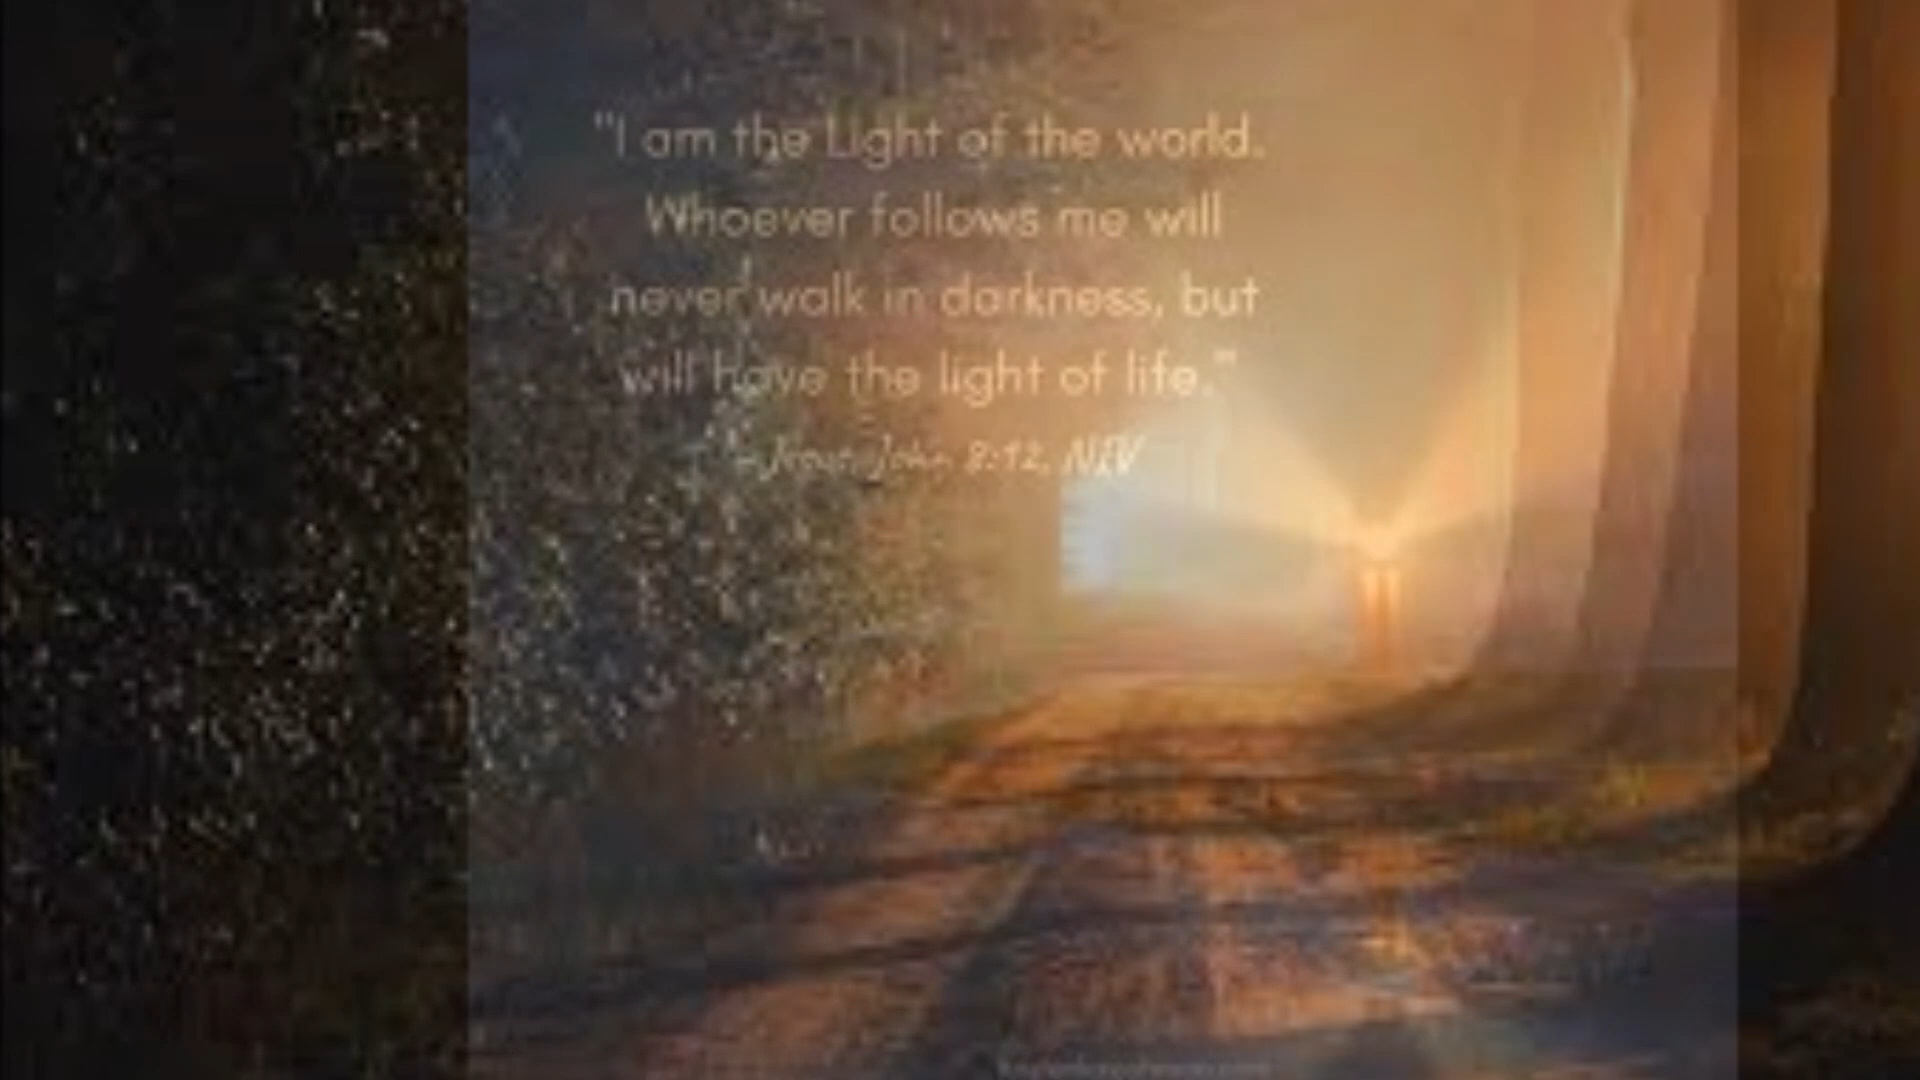 "I am the Light of the world.
Whoever follows me will
never walk in darkness, but
will have the light of life."
- Jesus, John 8:12, NIV